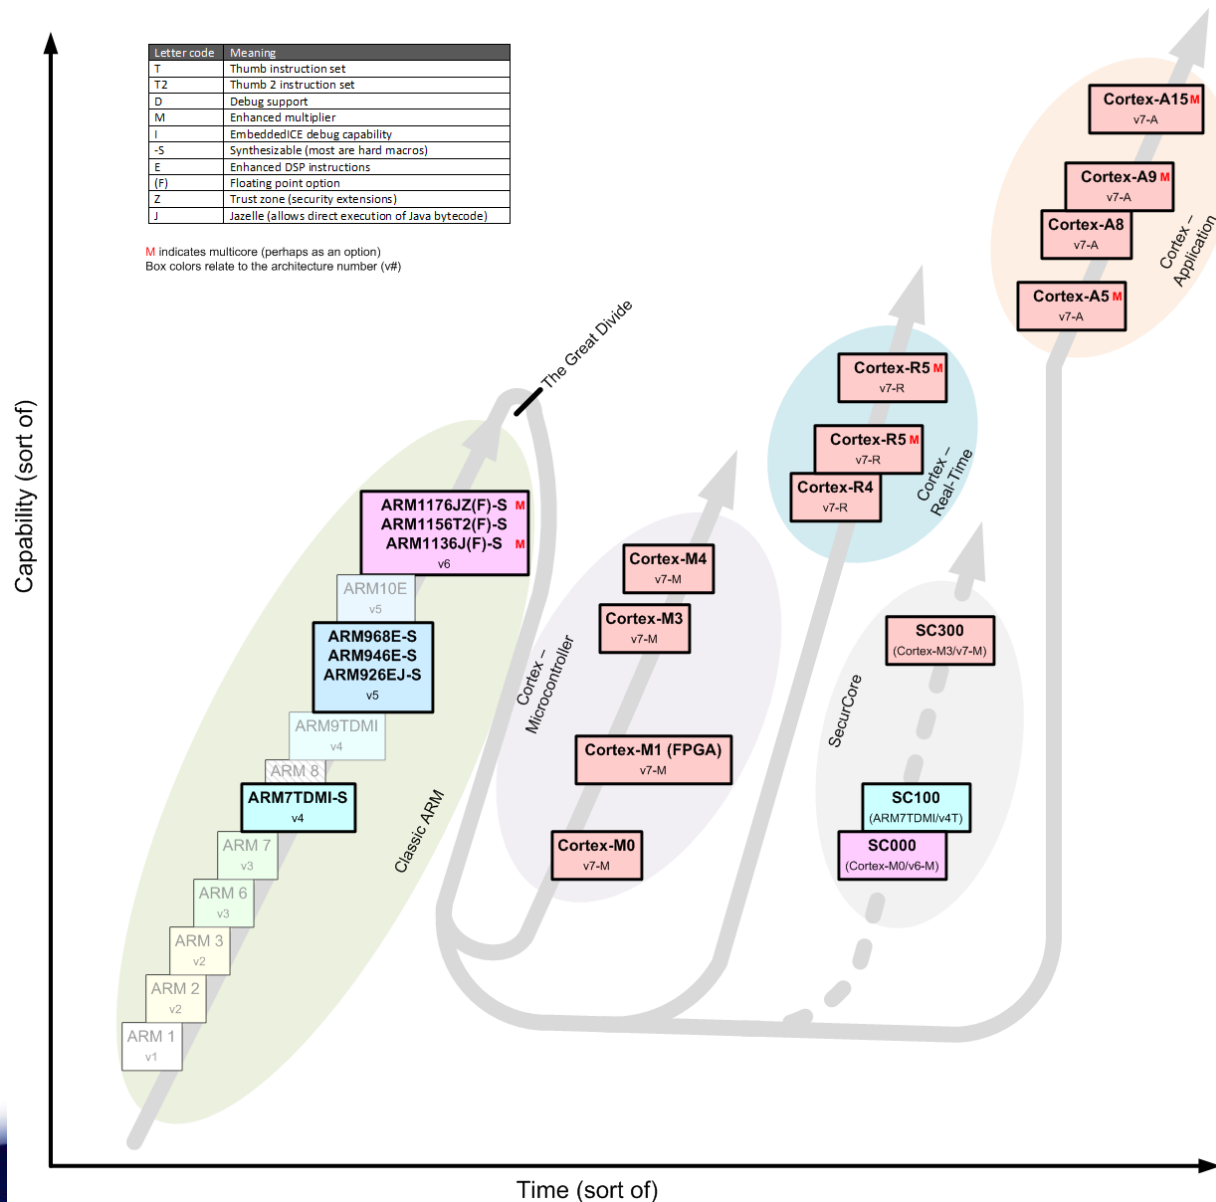 Letter code Meaning
T Thumb instruction set
T2 Thumb 2 instruction set
D Debug support
M Enhanced multiplier
I EmbeddedICE debug capability
-S Synthesizable (most are hard macros)
E Enhanced DSP instructions
(F) Floating point option
Z Trust zone (security extensions)
J Jazelle (allows direct execution of Java bytecode)
M indicates multicore (perhaps as an option)
Box colors relate to the architecture number (v#)
Capability (sort of)
Time (sort of)
The Great Divide
Classic ARM
ARM1176JZ(F)-S M
ARM1156T2(F)-S
ARM1136J(F)-S M
v6
ARM10E
v5
ARM968E-S
ARM946E-S
ARM926EJ-S
v5
ARM9TDMI
v4
ARM 8
ARM7TDMI-S
v4
ARM 7
v3
ARM 6
v3
ARM 3
v2
ARM 2
v2
ARM 1
v1
Cortex –
Microcontroller
Cortex-M4
v7-M
Cortex-M3
v7-M
Cortex-M1 (FPGA)
v7-M
Cortex-M0
v7-M
Cortex –
Real-Time
Cortex-R5 M
v7-R
Cortex-R5 M
v7-R
Cortex-R4
v7-R
SecurCore
SC300
(Cortex-M3/v7-M)
SC100
(ARM7TDMI/v4T)
SC000
(Cortex-M0/v6-M)
Cortex –
Application
Cortex-A15 M
v7-A
Cortex-A9 M
v7-A
Cortex-A8
v7-A
Cortex-A5 M
v7-A